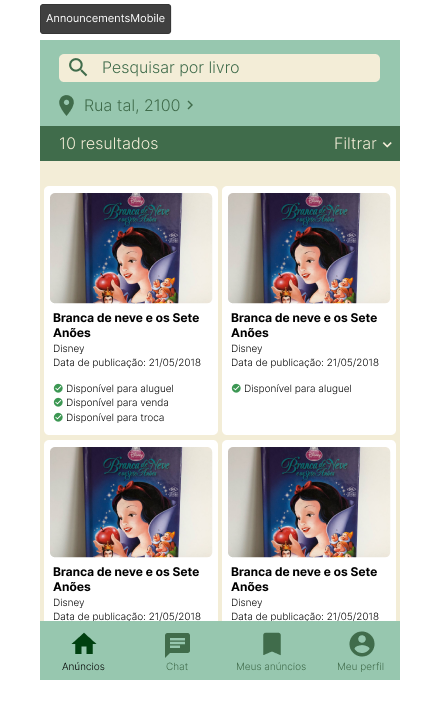 AnnouncementsMobile
Pesquisar por livro
Rua tal, 2100
10 resultados
Filtrar
Disney
Branca de Neve
e os Sete Anões
Branca de neve e os Sete
Anões
Disney
Data de publicação: 21/05/2018
Disponível para aluguel
Disponível para venda
Disponível para troca
Disney
Branca de Neve
e os Sete Anões
Branca de neve e os Sete
Anões
Disney
Data de publicação: 21/05/2018
Disponível para aluguel
Disney
Branca de Neve
e os Sete Anões
Branca de neve e os Sete
Anões
Disney
Data de publicação: 21/05/2018
Disney
Branca de Neve
e os Sete Anões
Branca de neve e os Sete
Anões
Disney
Data de publicação: 21/05/2018
Anúncios
Chat
Meus anúncios
Meu perfil